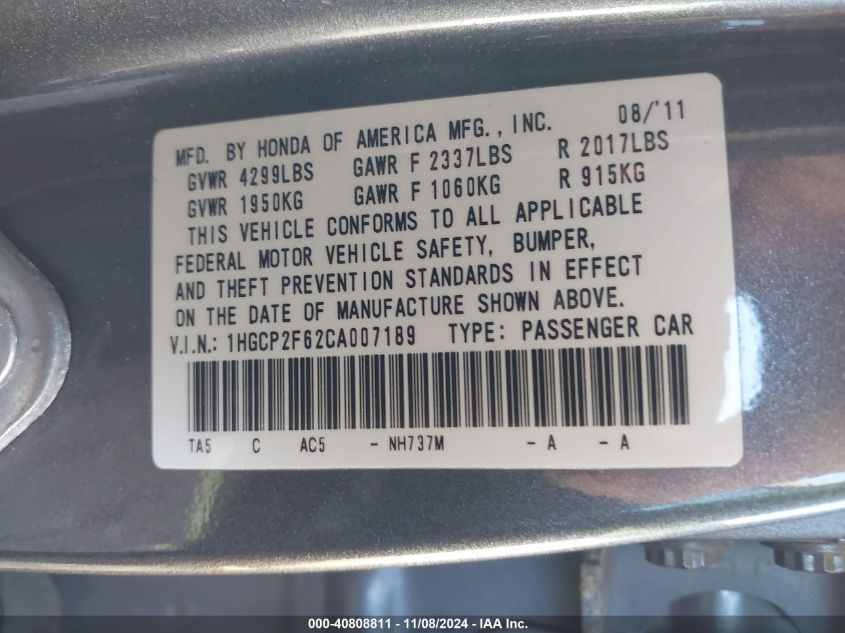 MFD. BY HONDA OF AMERICA MFG., INC. 08/'11
GVWR 4299LBS GAWR F 2337LBS R 2017LBS
GVWR 1950KG GAWR F 1060KG R 915KG
THIS VEHICLE CONFORMS TO ALL APPLICABLE
FEDERAL MOTOR VEHICLE SAFETY, BUMPER,
AND THEFT PREVENTION STANDARDS IN EFFECT
ON THE DATE OF MANUFACTURE SHOWN ABOVE.
V.I.N.: 1HGCP2F62CA007189 TYPE: PASSENGER CAR
TA5 C AC5 - NH737M - A - A
000-40808811 - 11/08/2024 - IAA Inc.